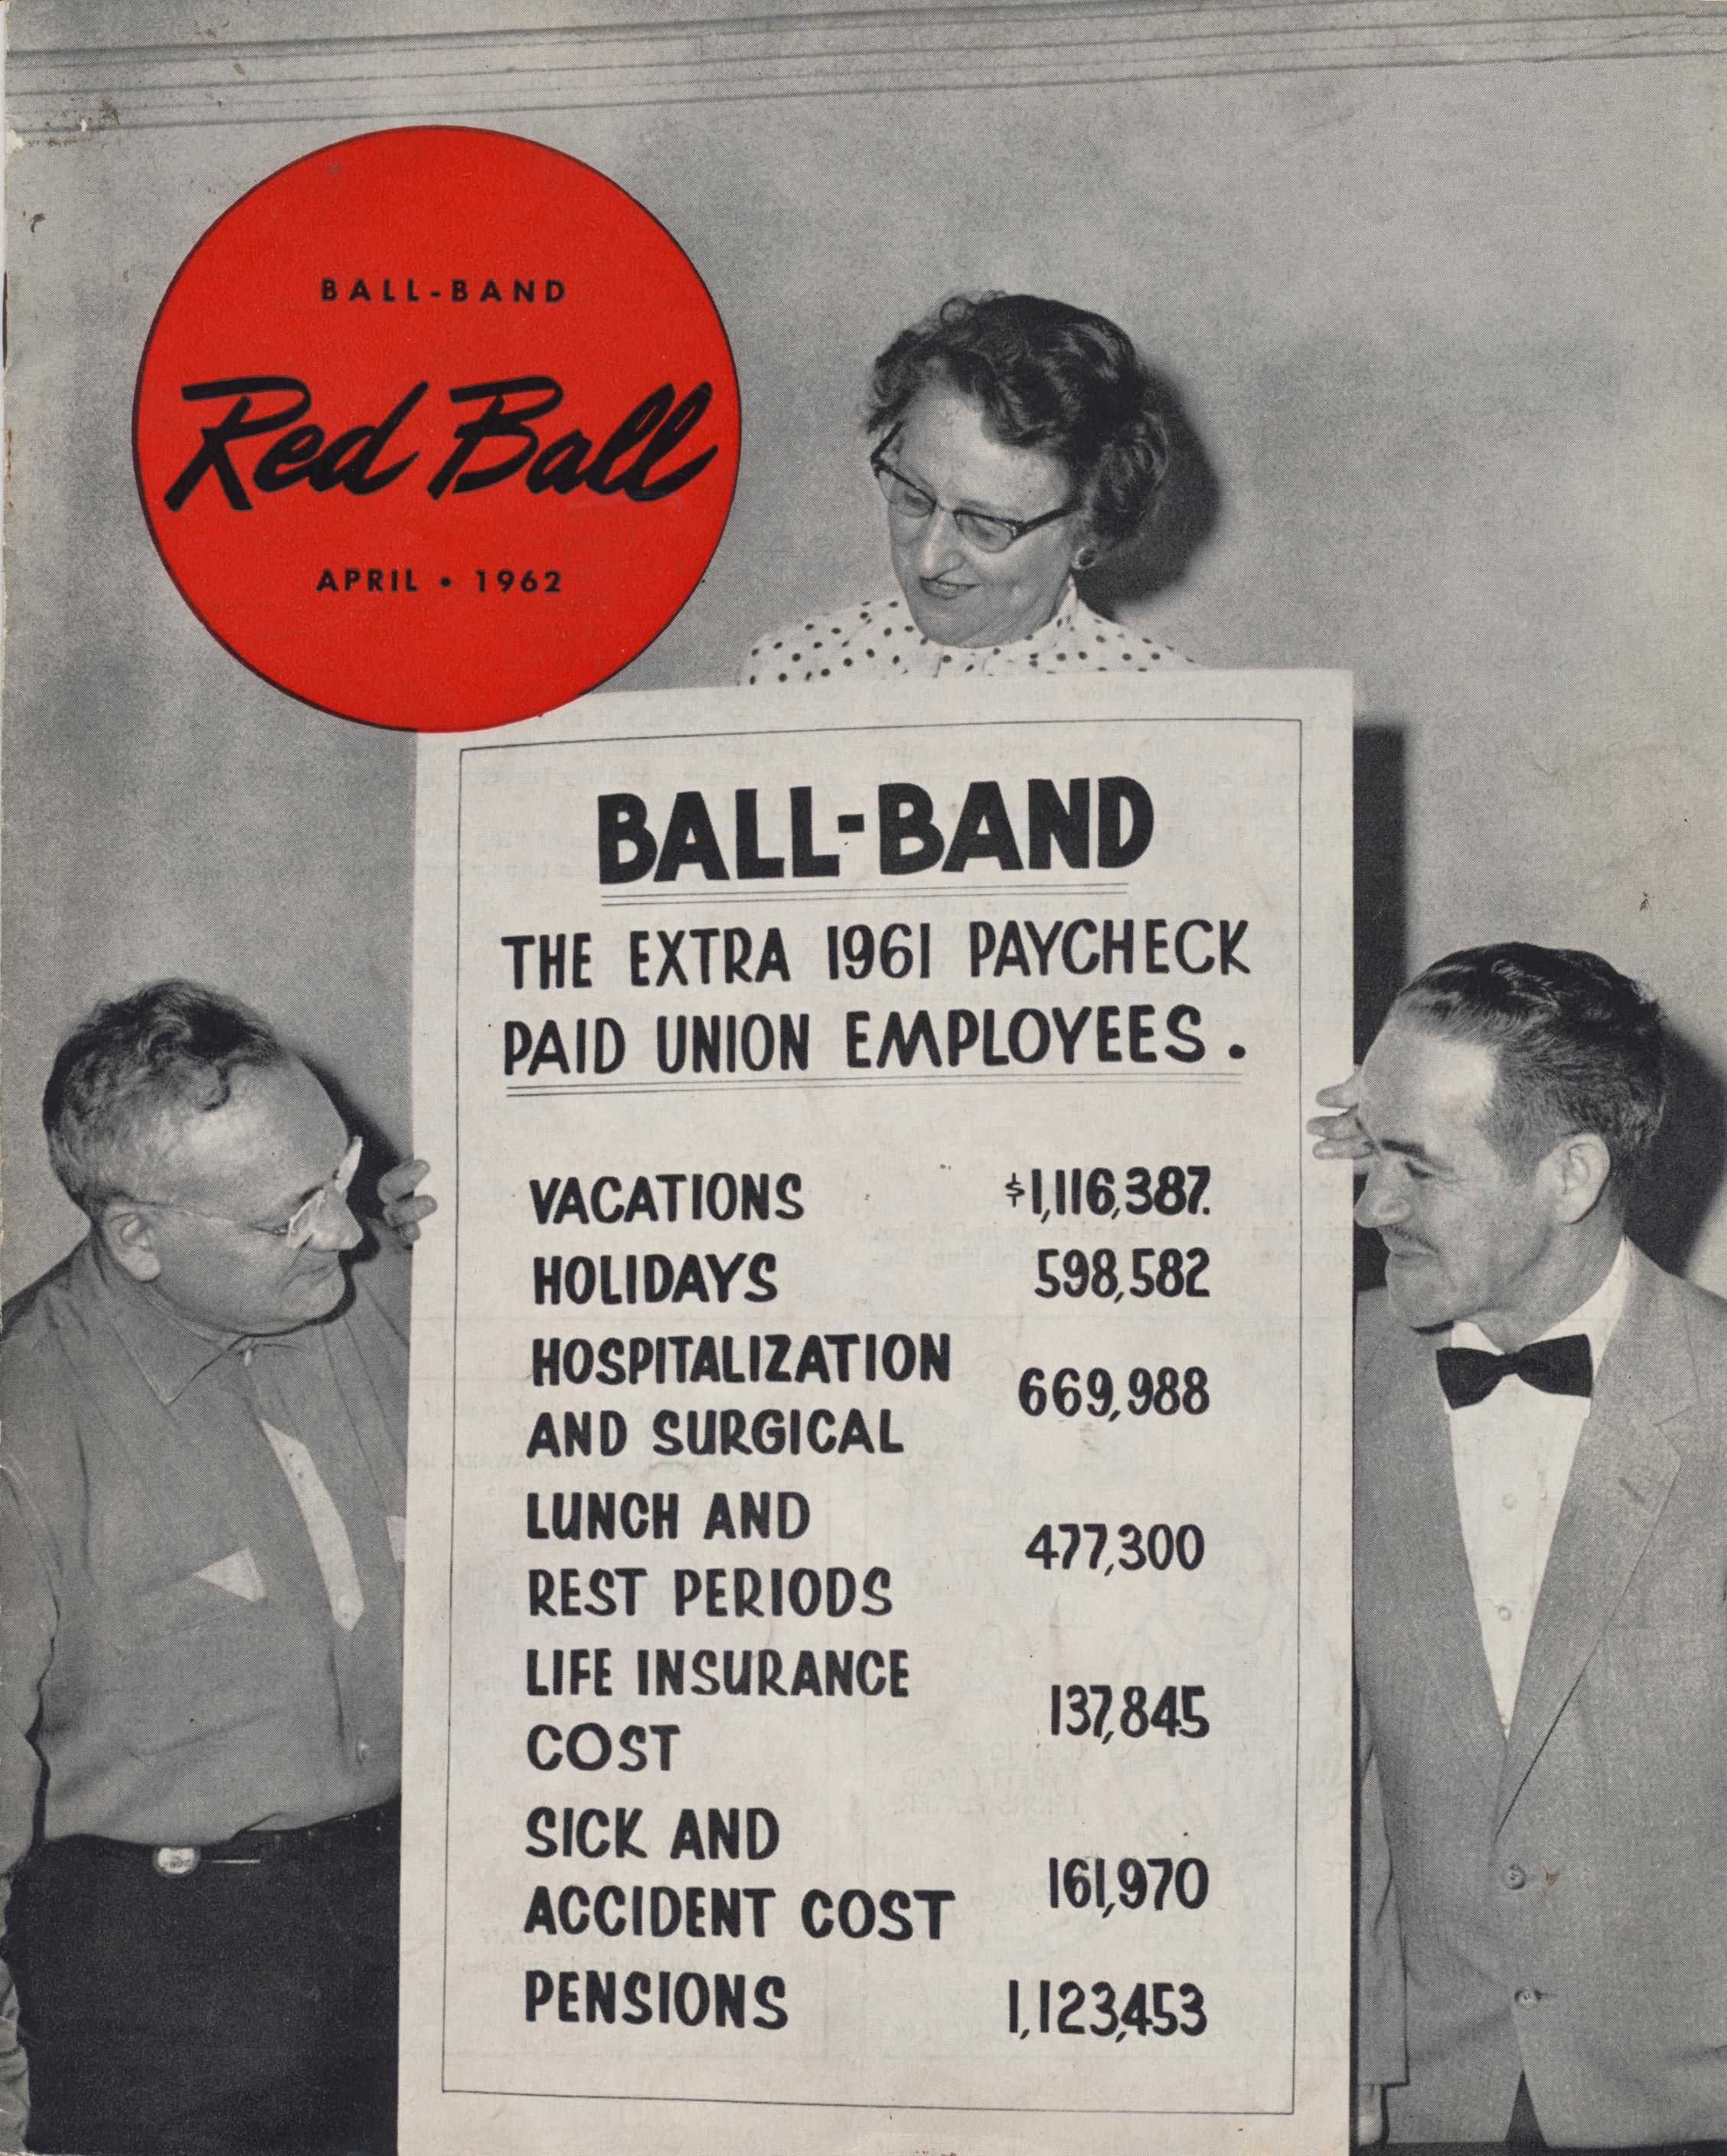 BALL-BAND
Red Ball
APRIL • 1962
BALL-BAND
THE EXTRA 1961 PAYCHECK
PAID UNION EMPLOYEES.
VACATIONS $1,116,387.
HOLIDAYS 598,582
HOSPITALIZATION
AND SURGICAL 669,988
LUNCH AND
REST PERIODS 477,300
LIFE INSURANCE
COST 137,845
SICK AND
ACCIDENT COST 161,970
PENSIONS 1,123,453